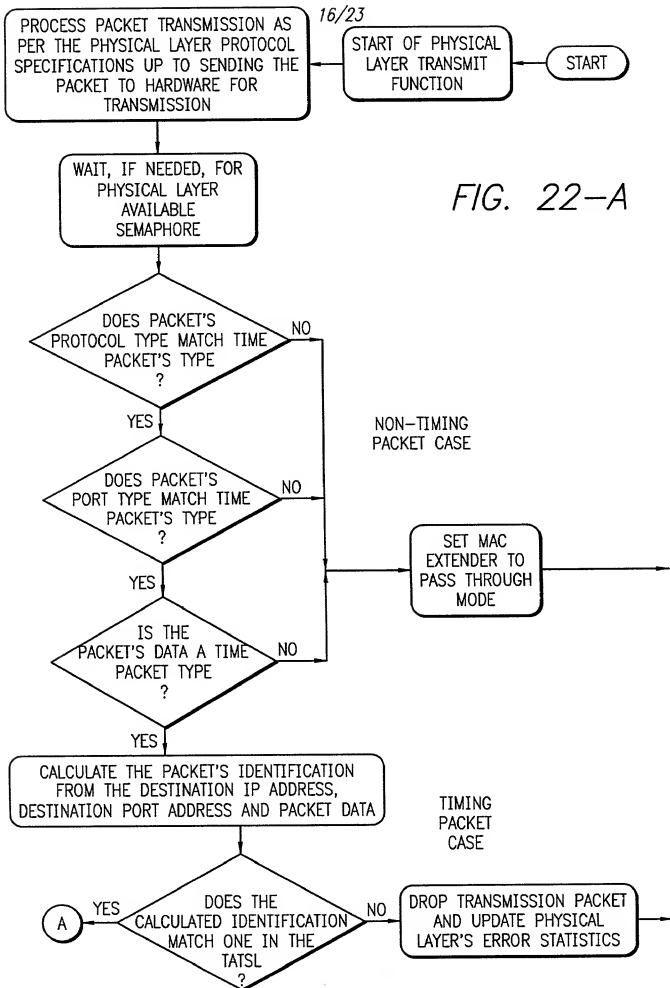 16/23
START
START OF PHYSICAL
LAYER TRANSMIT
FUNCTION
PROCESS PACKET TRANSMISSION AS
PER THE PHYSICAL LAYER PROTOCOL
SPECIFICATIONS UP TO SENDING THE
PACKET TO HARDWARE FOR
TRANSMISSION
WAIT, IF NEEDED, FOR
PHYSICAL LAYER
AVAILABLE
SEMAPHORE
FIG. 22-A
DOES PACKET'S
PROTOCOL TYPE MATCH TIME
PACKET'S TYPE
?
NO
YES
NON-TIMING
PACKET CASE
DOES PACKET'S
PORT TYPE MATCH TIME
PACKET'S TYPE
?
NO
YES
SET MAC
EXTENDER TO
PASS THROUGH
MODE
IS THE
PACKET'S DATA A TIME
PACKET TYPE
?
NO
YES
CALCULATE THE PACKET'S IDENTIFICATION
FROM THE DESTINATION IP ADDRESS,
DESTINATION PORT ADDRESS AND PACKET DATA
TIMING
PACKET
CASE
DOES THE
CALCULATED IDENTIFICATION
MATCH ONE IN THE
TATSL
?
YES
A
NO
DROP TRANSMISSION PACKET
AND UPDATE PHYSICAL
LAYER'S ERROR STATISTICS